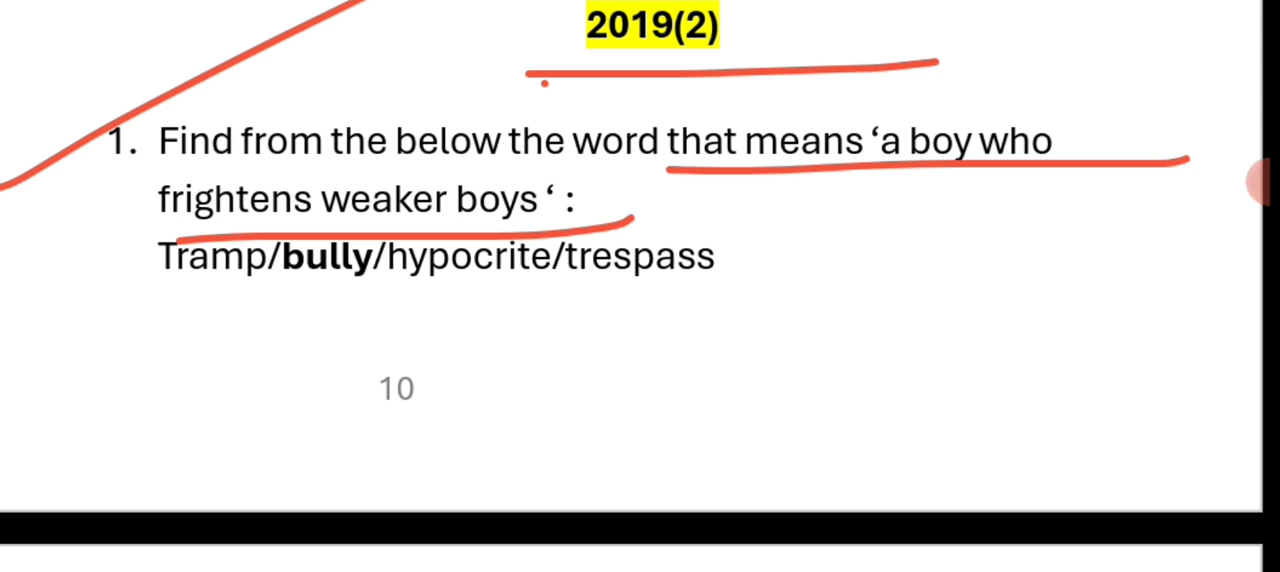 2019(2)
1. Find from the below the word that means ‘a boy who
frightens weaker boys ‘ :
Tramp/bully/hypocrite/trespass
10